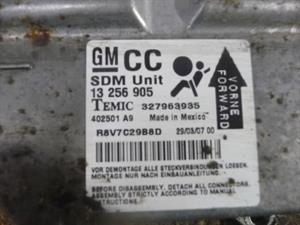 GM CC
SDM Unit
13 256 905
TEMIC 327963935
402501 A9 Made in Mexico
R8V7C29B8D 29/03/07 00
VORNE
FORWARD
VOR DEMONTAGE ALLE STECKVERBINDUNGEN LOESEN.
MONTAGE NUR NACH EINBAUANLEITUNG!
BEFORE DISASSEMBLY, DETACH ALL CONNECTORS.
ASSEMBLY STRICTLY ACCORDING TO MANUAL